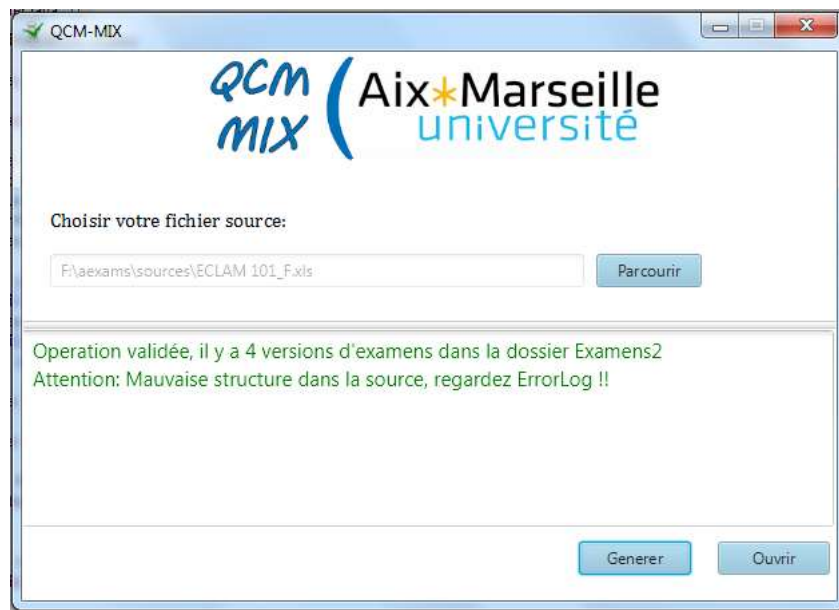 QCM-MIX
QCM
MIX
Aix*Marseille
université
Choisir votre fichier source:
F:\aexams\sources\ECLAM 101_F.xls
Parcourir
Operation validée, il y a 4 versions d'examens dans la dossier Examens2
Attention: Mauvaise structure dans la source, regardez ErrorLog !!
Generer
Ouvrir